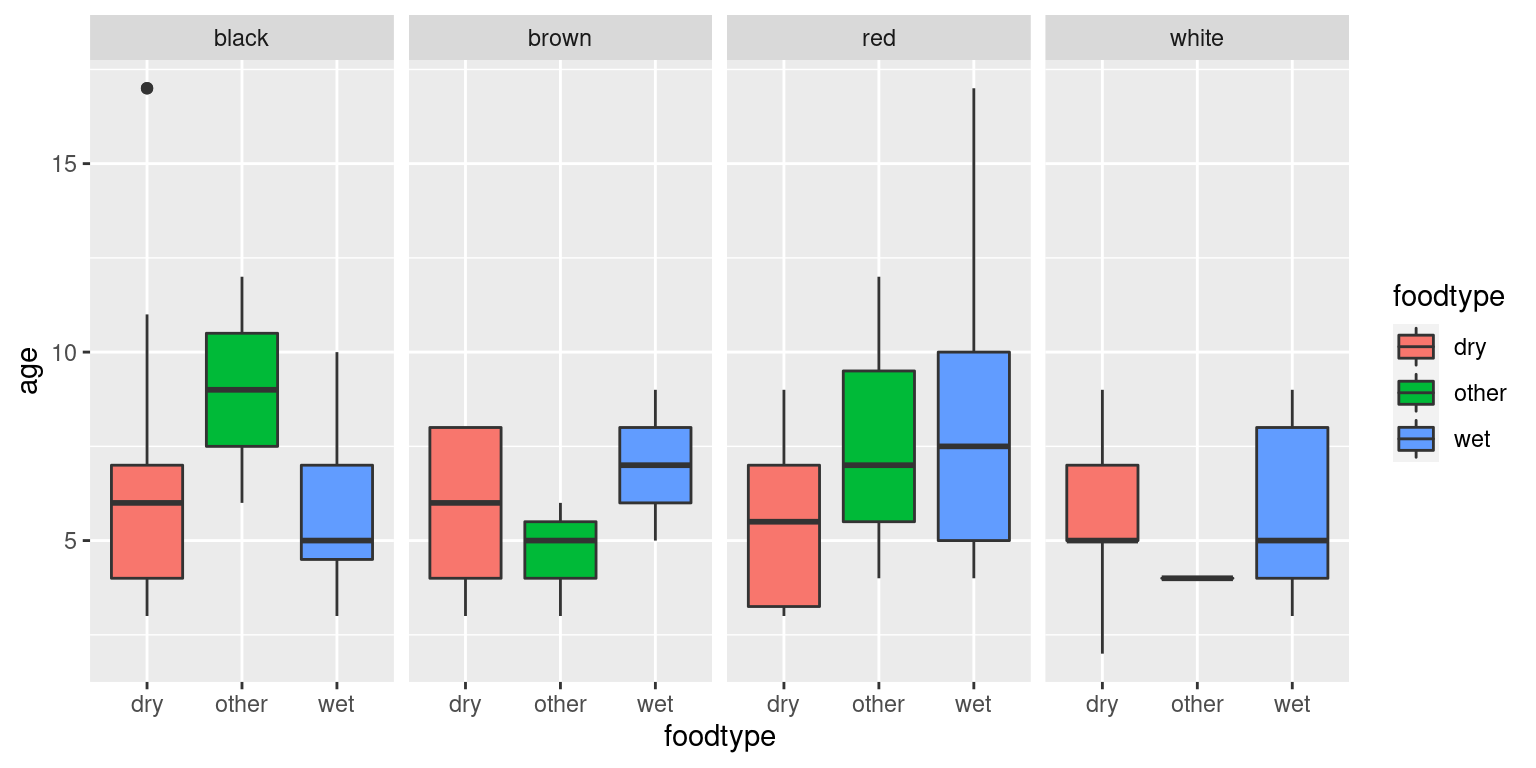 black brown red white
15
10
5
age
dry other wet dry other wet dry other wet dry other wet
foodtype
foodtype
dry
other
wet